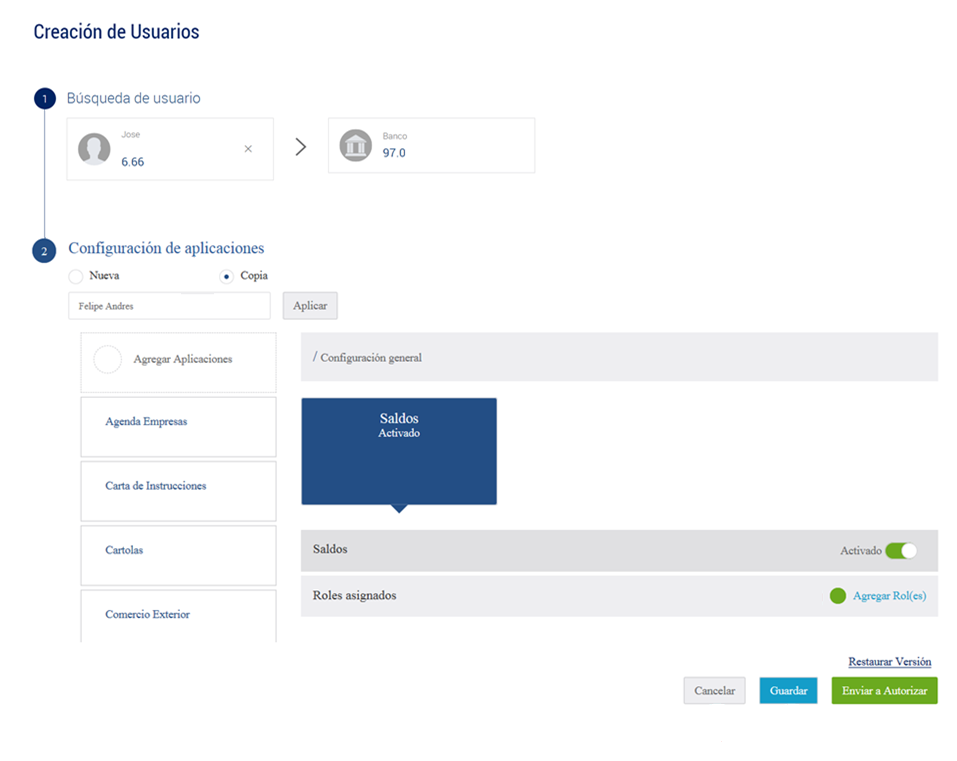 Creación de Usuarios
1 Búsqueda de usuario
Jose
6.66
Banco
97.0
2 Configuración de aplicaciones
Nueva Copia
Felipe Andres Aplicar
Agregar Aplicaciones
/ Configuración general
Agenda Empresas
Saldos
Activado
Carta de Instrucciones
Cartolas
Saldos Activado
Roles asignados Agregar Rol(es)
Comercio Exterior
Restaurar Versión
Cancelar Guardar Enviar a Autorizar